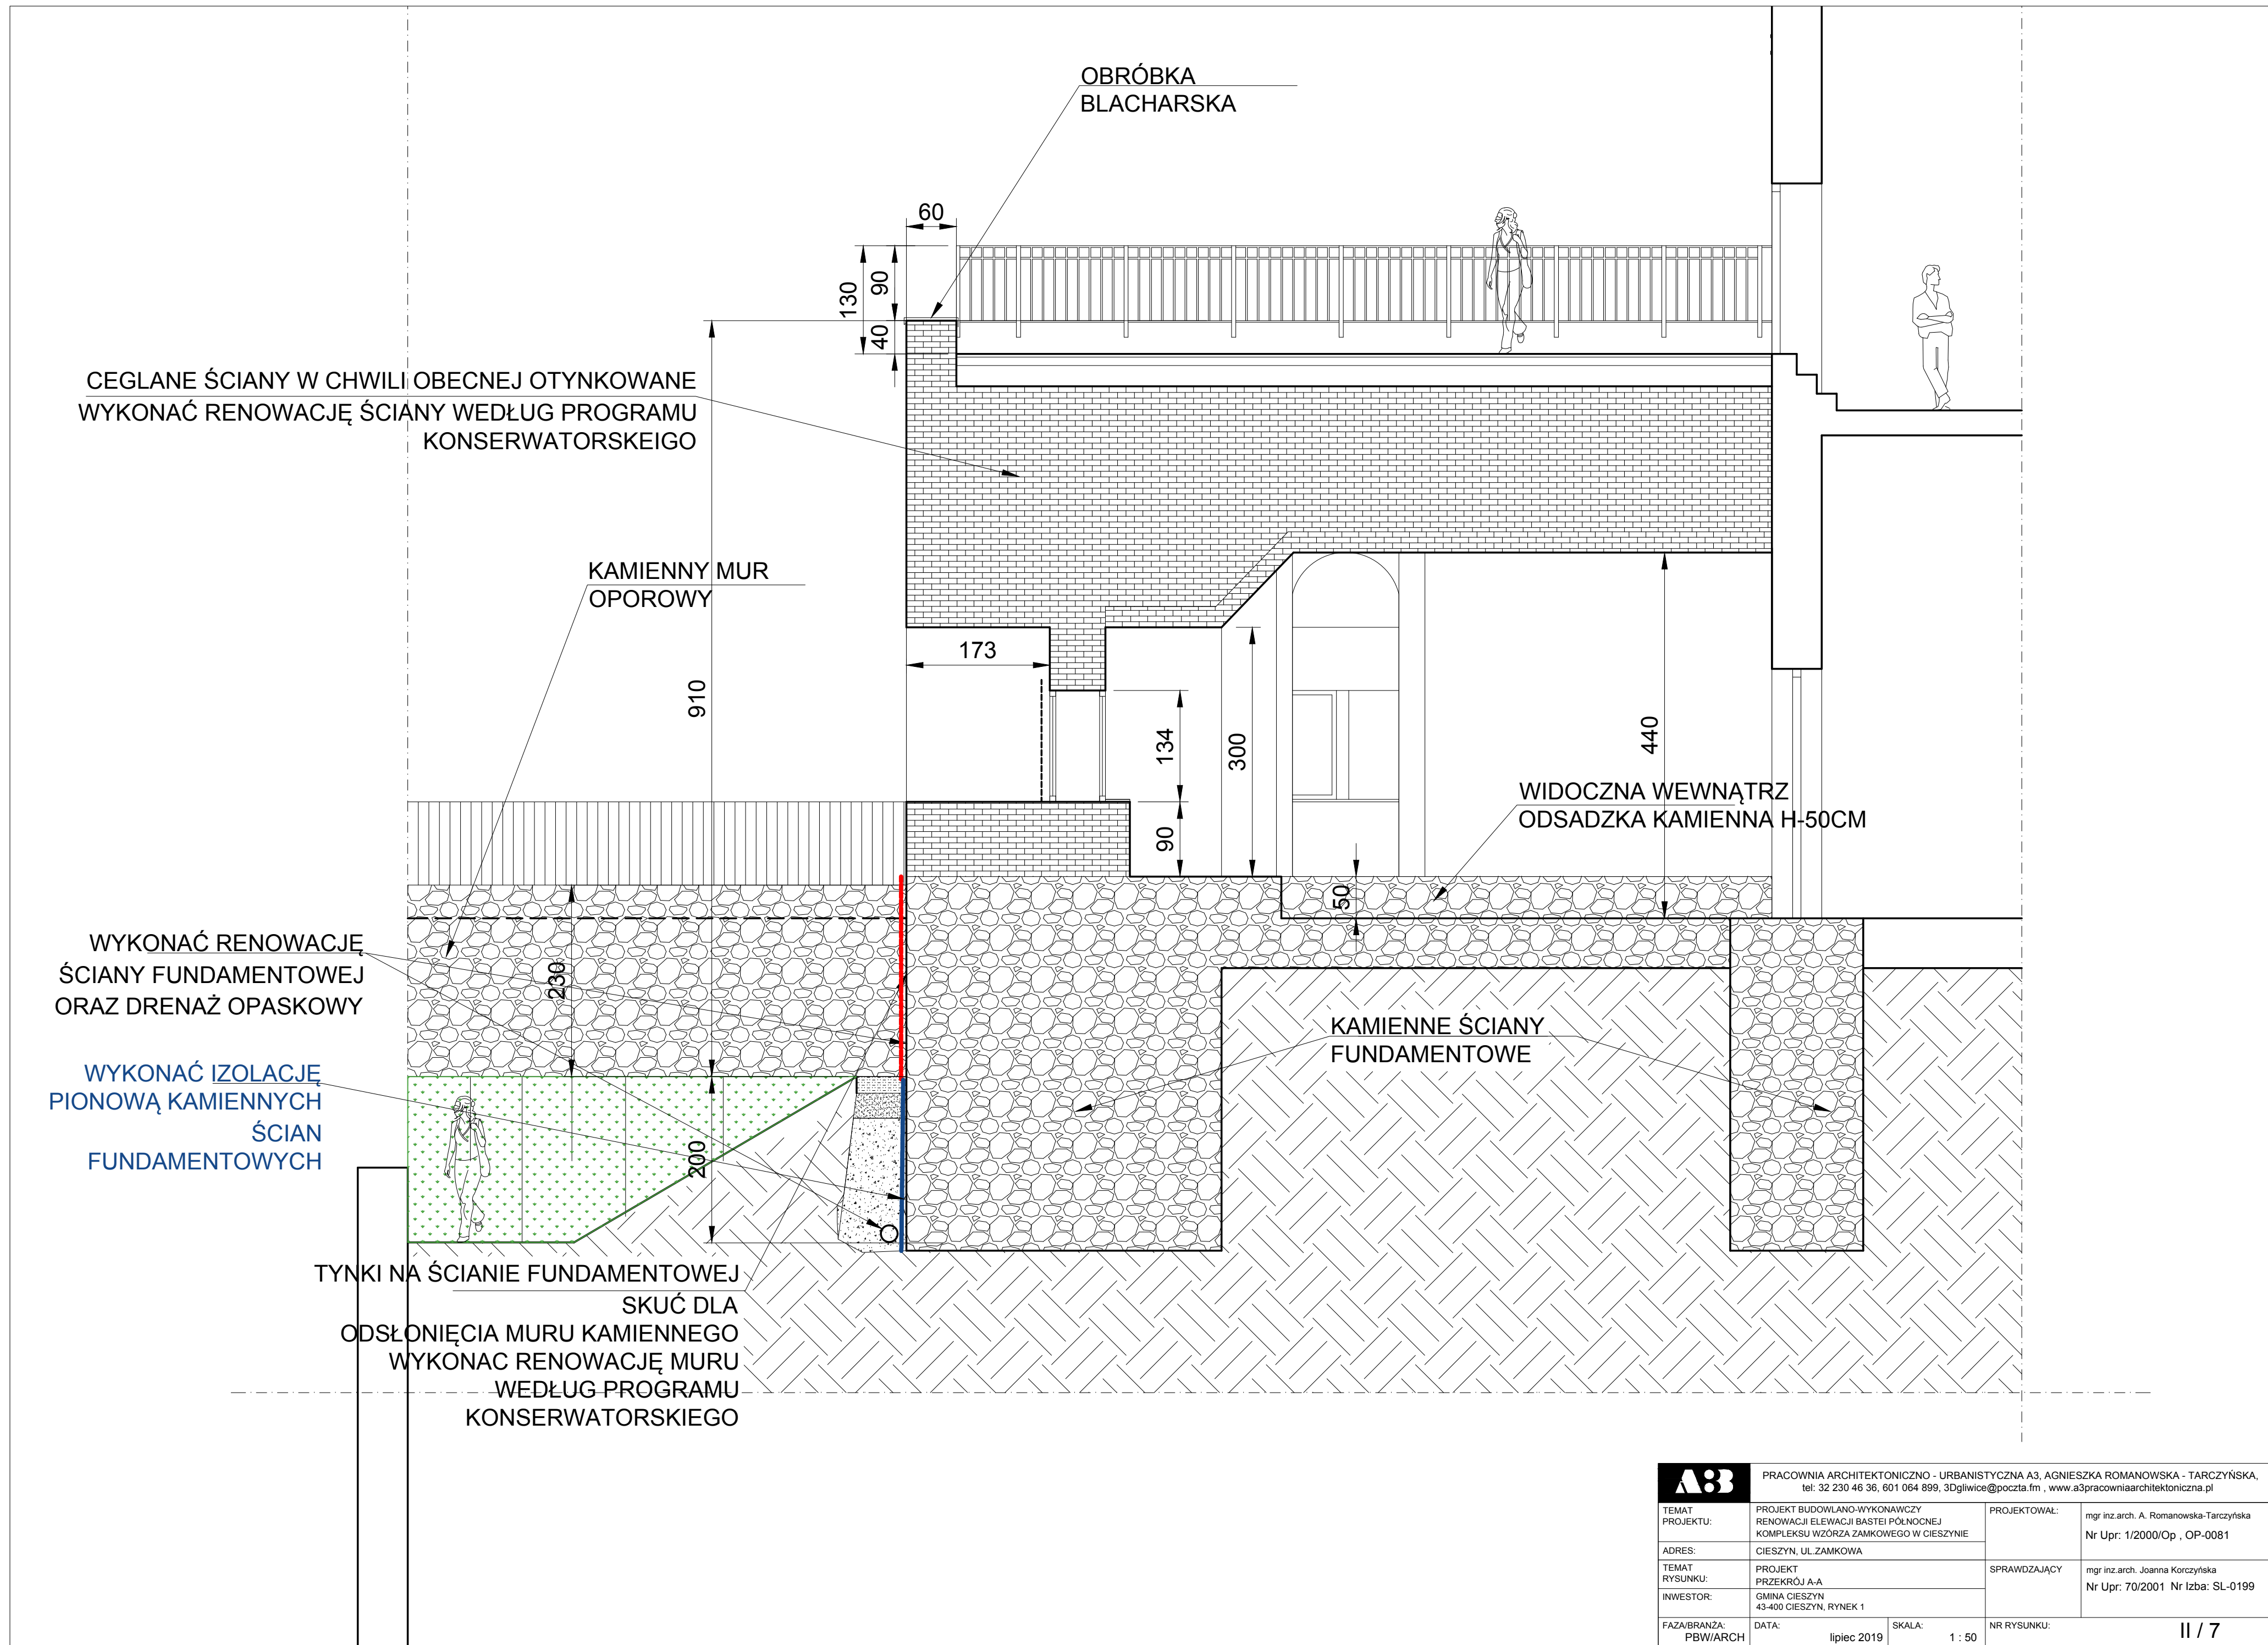 OBRÓBKA
BLACHARSKA
60
130
90
40
CEGLANE ŚCIANY W CHWILI OBECNEJ OTYNKOWANE
WYKONAĆ RENOWACJĘ ŚCIANY WEDŁUG PROGRAMU
KONSERWATORSKEIGO
KAMIENNY MUR
OPOROWY
173
910
134
300
440
90
WIDOCZNA WEWNĄTRZ
ODSADZKA KAMIENNA H-50CM
50
WYKONAĆ RENOWACJĘ
ŚCIANY FUNDAMENTOWEJ
ORAZ DRENAŻ OPASKOWY
230
KAMIENNE ŚCIANY
FUNDAMENTOWE
WYKONAĆ IZOLACJĘ
PIONOWĄ KAMIENNYCH
ŚCIAN
FUNDAMENTOWYCH
200
TYNKI NA ŚCIANIE FUNDAMENTOWEJ
SKUĆ DLA
ODSŁONIĘCIA MURU KAMIENNEGO
WYKONAC RENOWACJĘ MURU
WEDŁUG PROGRAMU
KONSERWATORSKIEGO
A3
PRACOWNIA ARCHITEKTONICZNO - URBANISTYCZNA A3, AGNIESZKA ROMANOWSKA - TARCZYŃSKA,
tel: 32 230 46 36, 601 064 899, 3Dgliwice@poczta.fm , www.a3pracowniaarchitektoniczna.pl
TEMAT
PROJEKTU:
PROJEKT BUDOWLANO-WYKONAWCZY
RENOWACJI ELEWACJI BASTEI PÓŁNOCNEJ
KOMPLEKSU WZÓRZA ZAMKOWEGO W CIESZYNIE
PROJEKTOWAŁ:
mgr inz.arch. A. Romanowska-Tarczyńska
Nr Upr: 1/2000/Op , OP-0081
ADRES:
CIESZYN, UL.ZAMKOWA
TEMAT
RYSUNKU:
PROJEKT
PRZEKRÓJ A-A
SPRAWDZAJĄCY
mgr inz.arch. Joanna Korczyńska
Nr Upr: 70/2001 Nr Izba: SL-0199
INWESTOR:
GMINA CIESZYN
43-400 CIESZYN, RYNEK 1
FAZA/BRANŻA:
PBW/ARCH
DATA:
lipiec 2019
SKALA:
1 : 50
NR RYSUNKU:
II / 7